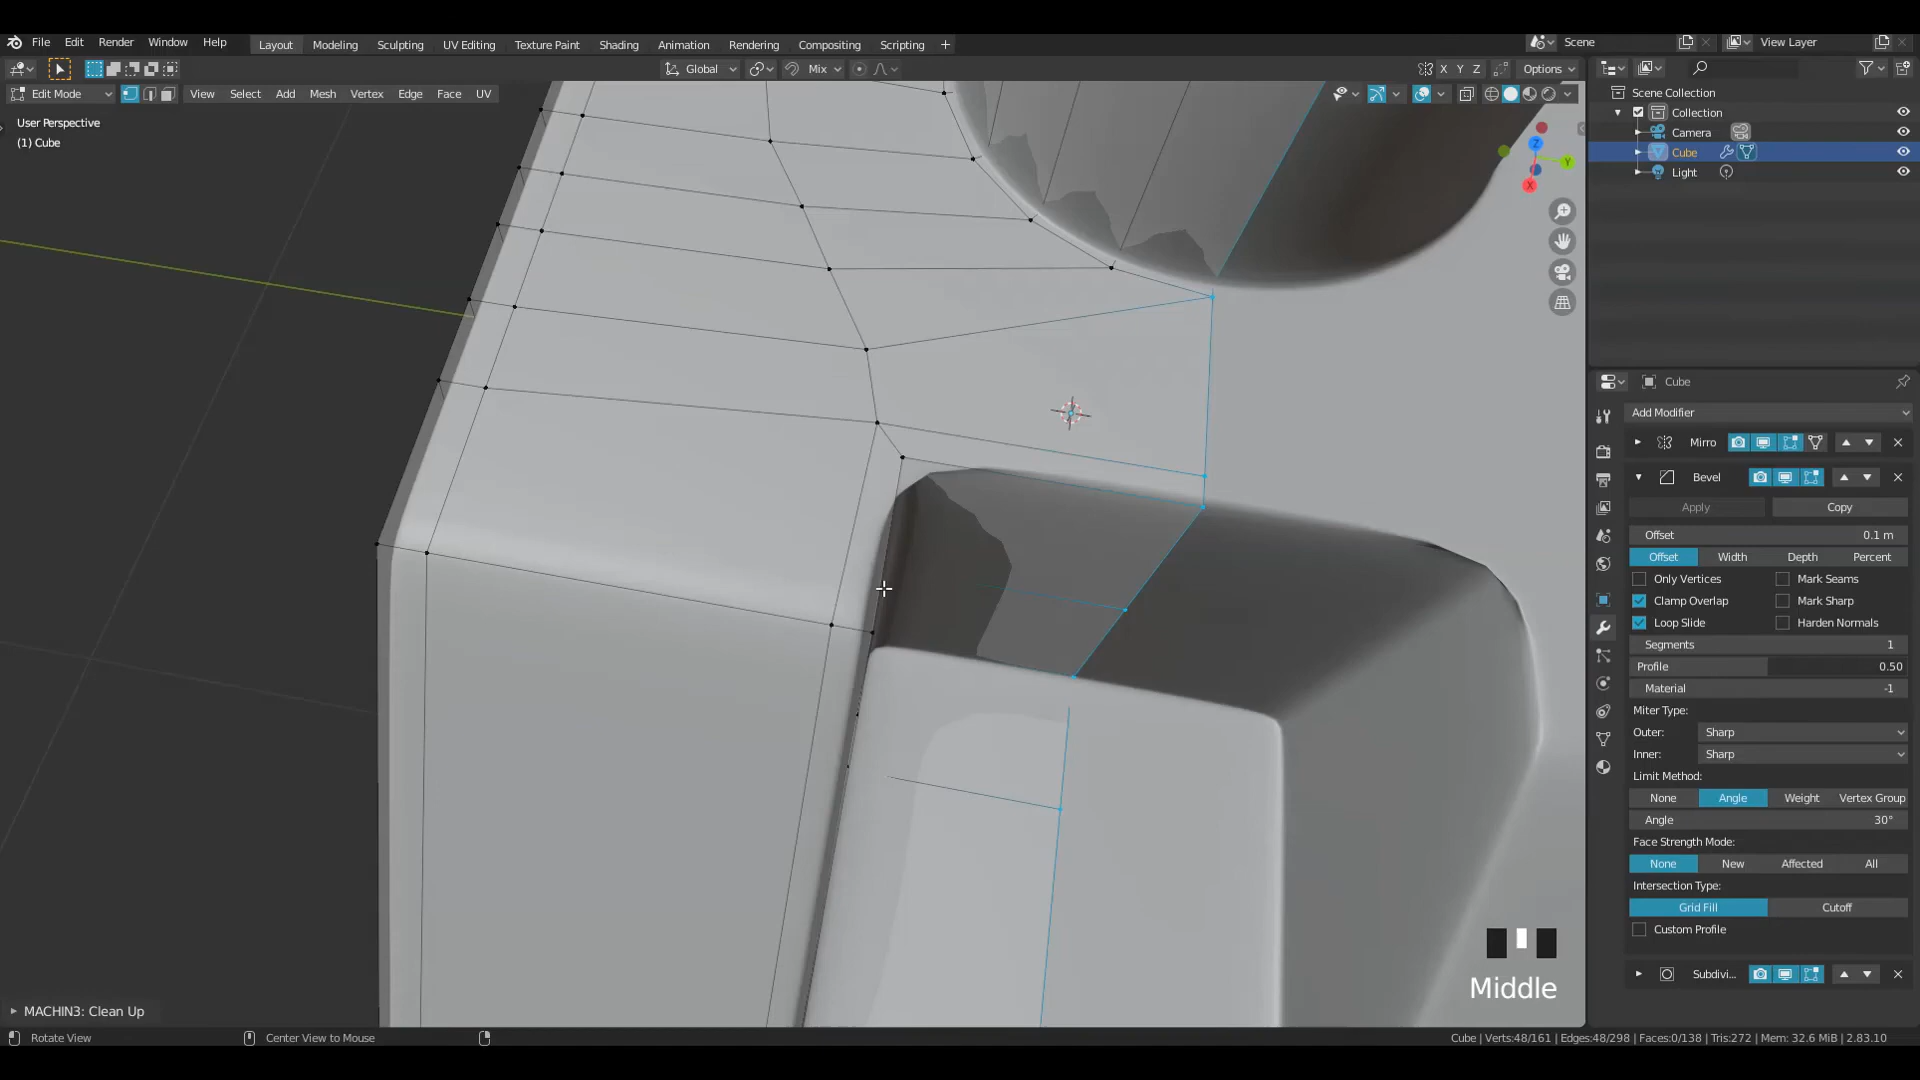 File Edit Render Window Help Layout Modeling Sculpting UV Editing Texture Paint Shading Animation Rendering Compositing Scripting + Scene View Layer
Global Mix X Y Z Options
Edit Mode View Select Add Mesh Vertex Edge Face UV
User Perspective
(1) Cube
Z
Y
X
Scene Collection
Collection
Camera
Cube
Light
Cube
Add Modifier
Mirro
Bevel
Apply Copy
Offset 0.1 m
Offset Width Depth Percent
Only Vertices Mark Seams
Clamp Overlap Mark Sharp
Loop Slide Harden Normals
Segments 1
Profile 0.50
Material -1
Miter Type:
Outer: Sharp
Inner: Sharp
Limit Method:
None Angle Weight Vertex Group
Angle 30°
Face Strength Mode:
None New Affected All
Intersection Type:
Grid Fill Cutoff
Custom Profile
Subdivi...
Middle
MACHIN3: Clean Up
Rotate View Center View to Mouse Cube | Verts:48/161 | Edges:48/298 | Faces:0/138 | Tris:272 | Mem: 32.6 MiB | 2.83.10